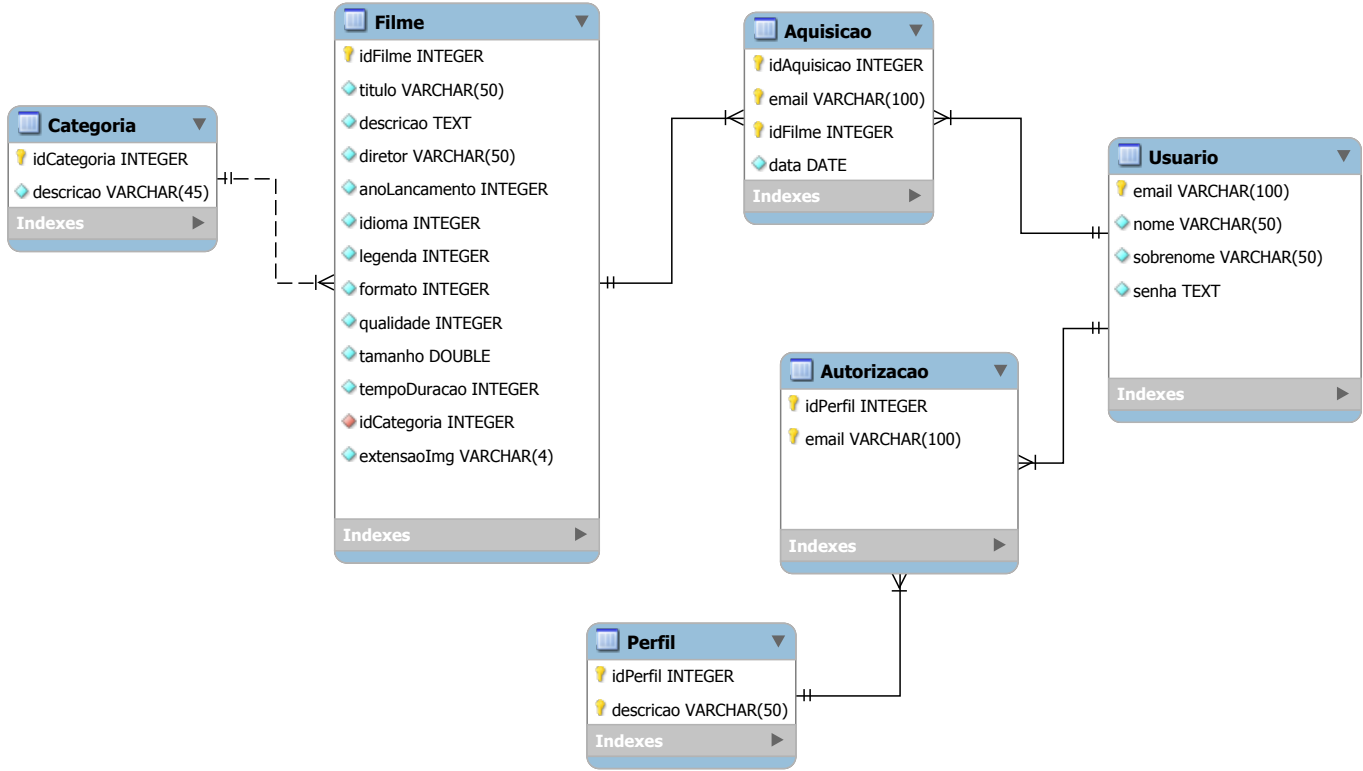 Categoria
idCategoria INTEGER
descricao VARCHAR(45)
Indexes
Filme
idFilme INTEGER
titulo VARCHAR(50)
descricao TEXT
diretor VARCHAR(50)
anoLancamento INTEGER
idioma INTEGER
legenda INTEGER
formato INTEGER
qualidade INTEGER
tamanho DOUBLE
tempoDuracao INTEGER
idCategoria INTEGER
extensaoImg VARCHAR(4)
Indexes
Aquisicao
idAquisicao INTEGER
email VARCHAR(100)
idFilme INTEGER
data DATE
Indexes
Usuario
email VARCHAR(100)
nome VARCHAR(50)
sobrenome VARCHAR(50)
senha TEXT
Indexes
Autorizacao
idPerfil INTEGER
email VARCHAR(100)
Indexes
Perfil
idPerfil INTEGER
descricao VARCHAR(50)
Indexes